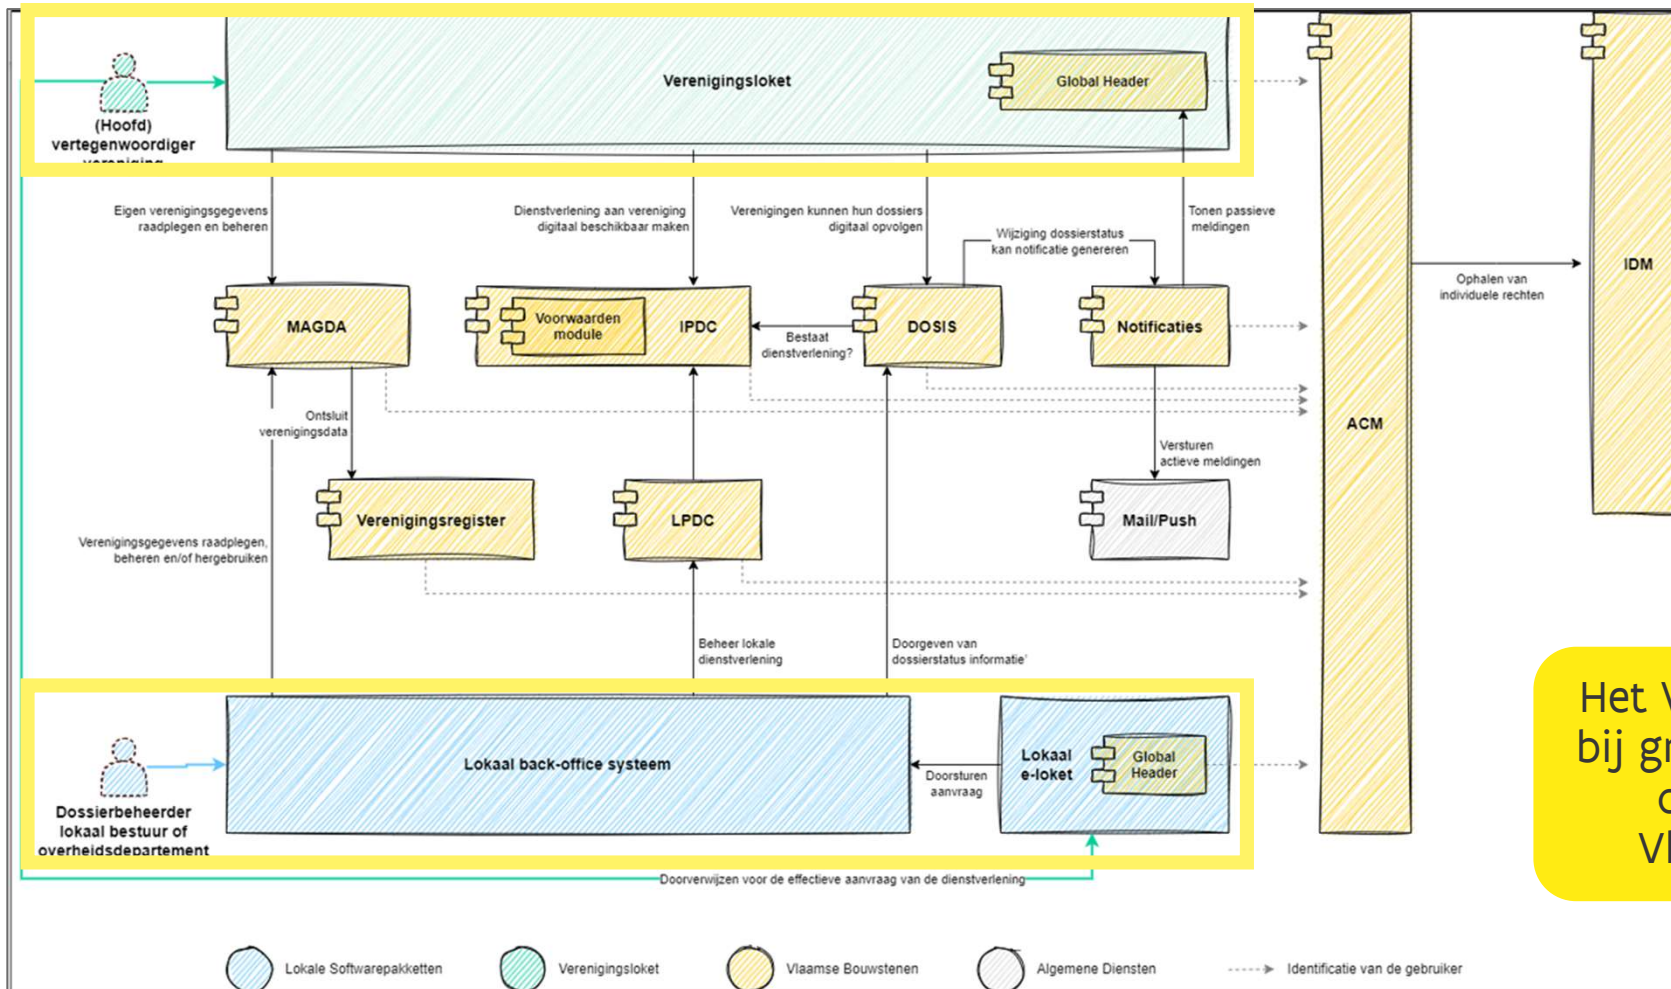 Verenigingsloket
Global Header
(Hoofd)
vertegenwoordiger
vereniging
Eigen verenigingsgegevens
raadplegen en beheren
Dienstverlening aan vereniging
digitaal beschikbaar maken
Verenigingen kunnen hun dossiers
digitaal opvolgen
Wijziging dossierstatus
kan notificatie genereren
Tonen passieve
meldingen
MAGDA
Voorwaarden
module
IPDC
Bestaat
dienstverlening?
DOSIS
Notificaties
Ophalen van
individuele rechten
IDM
ACM
Ontsluit
verenigingsdata
Versturen
actieve meldingen
Verenigingsregister
LPDC
Mail/Push
Verenigingsgegevens raadplegen,
beheren en/of hergebruiken
Beheer lokale
dienstverlening
Doorgeven van
dossierstatus informatie'
Lokaal back-office systeem
Doorsturen
aanvraag
Lokaal
e-loket
Global
Header
Dossierbeheerder
lokaal bestuur of
overheidsdepartement
Doorverwijzen voor de effectieve aanvraag van de dienstverlening
Het
bij
Lokale Softwarepakketten
Verenigingsloket
Vlaamse Bouwstenen
Algemene Diensten
Identificatie van de gebruiker